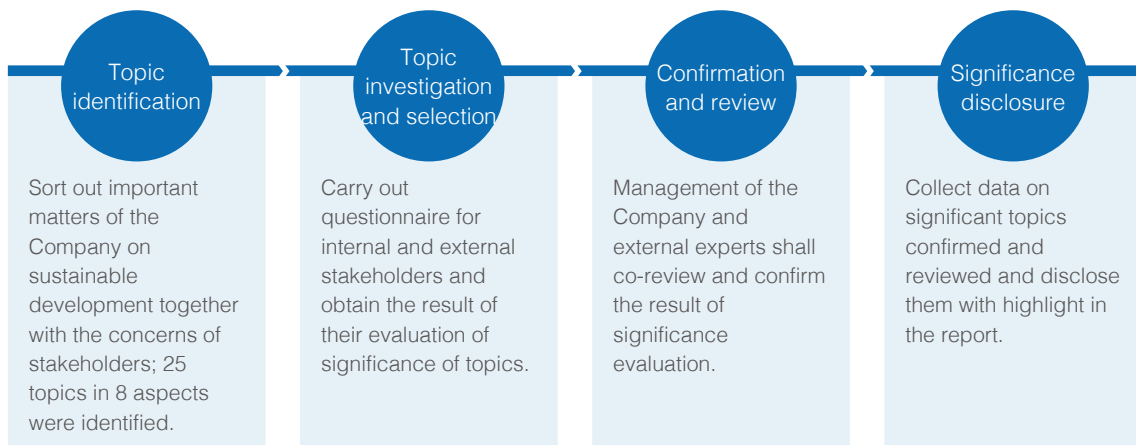 Topic
identification
Sort out important
matters of the
Company on
sustainable
development together
with the concerns of
stakeholders; 25
topics in 8 aspects
were identified.
Topic
investigation
and selection
Carry out
questionnaire for
internal and external
stakeholders and
obtain the result of
their evaluation of
significance of topics.
Confirmation
and review
Management of the
Company and
external experts shall
co-review and confirm
the result of
significance
evaluation.
Significance
disclosure
Collect data on
significant topics
confirmed and
reviewed and disclose
them with highlight in
the report.